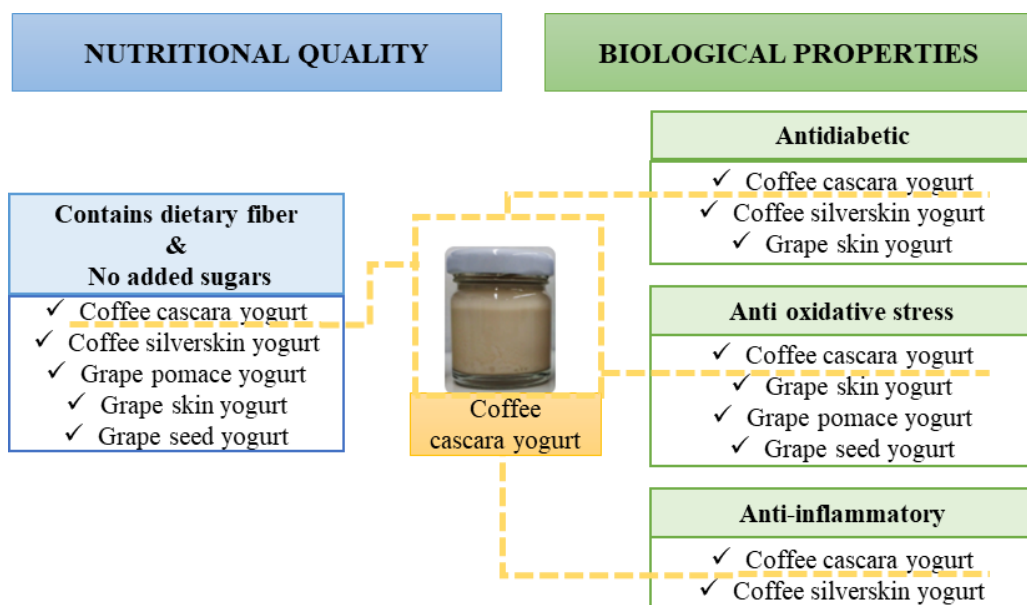 NUTRITIONAL QUALITY
Contains dietary fiber
&
No added sugars
✓ Coffee cascara yogurt
✓ Coffee silverskin yogurt
✓ Grape pomace yogurt
✓ Grape skin yogurt
✓ Grape seed yogurt
Coffee
cascara yogurt
BIOLOGICAL PROPERTIES
Antidiabetic
✓ Coffee cascara yogurt
✓ Coffee silverskin yogurt
✓ Grape skin yogurt
Anti oxidative stress
✓ Coffee cascara yogurt
✓ Grape skin yogurt
✓ Grape pomace yogurt
✓ Grape seed yogurt
Anti-inflammatory
✓ Coffee cascara yogurt
✓ Coffee silverskin yogurt